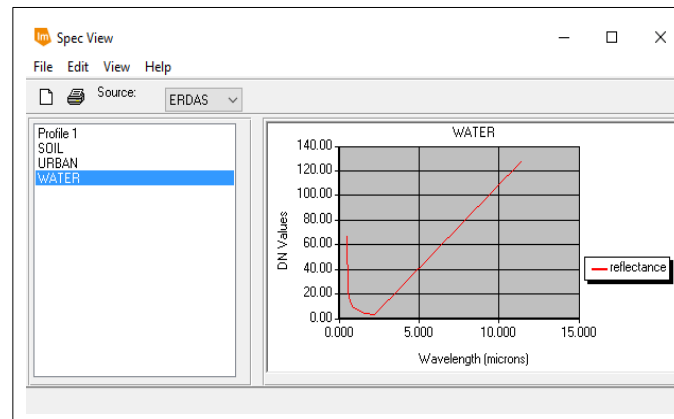 Im Spec View
File Edit View Help
Source: ERDAS
Profile 1
SOIL
URBAN
WATER
WATER
140.00
120.00
100.00
80.00
60.00
40.00
20.00
0.00
DN Values
0.000 5.000 10.000 15.000
Wavelength (microns)
reflectance